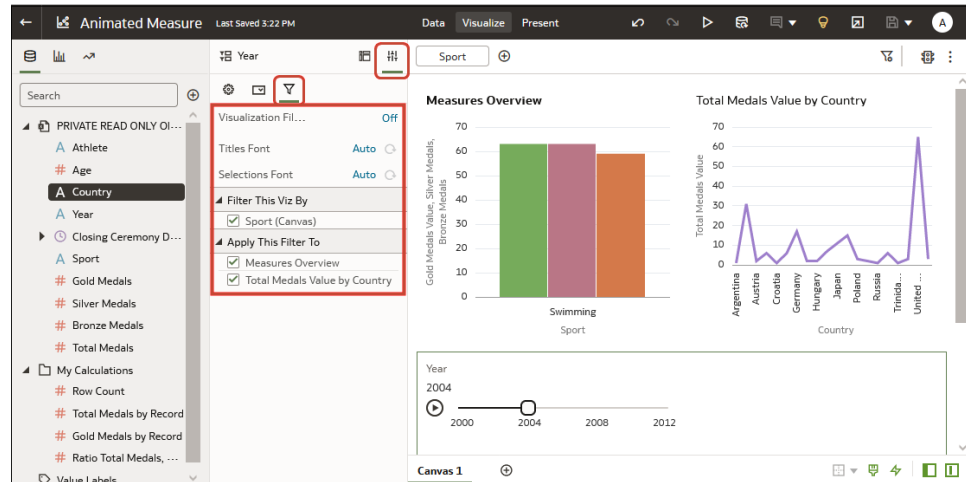 Animated Measure Last Saved 3:22 PM
Data Visualize Present
A
Search
PRIVATE READ ONLY Ol...
A Athlete
# Age
A Country
A Year
Closing Ceremony D...
A Sport
# Gold Medals
# Silver Medals
# Bronze Medals
# Total Medals
My Calculations
# Row Count
# Total Medals by Record
# Gold Medals by Record
# Ratio Total Medals, ...
Value Labels
Year
Visualization Fil... Off
Titles Font Auto
Selections Font Auto
Filter This Viz By
Sport (Canvas)
Apply This Filter To
Measures Overview
Total Medals Value by Country
Sport
Measures Overview
Gold Medals Value, Silver Medals,
Bronze Medals
70
60
50
40
30
20
10
0
Swimming
Sport
Total Medals Value by Country
Total Medals Value
70
60
50
40
30
20
10
0
Argentina
Austria
Croatia
Germany
Hungary
Japan
Poland
Russia
Trinida...
United ...
Country
Year
2004
2000 2004 2008 2012
Canvas 1